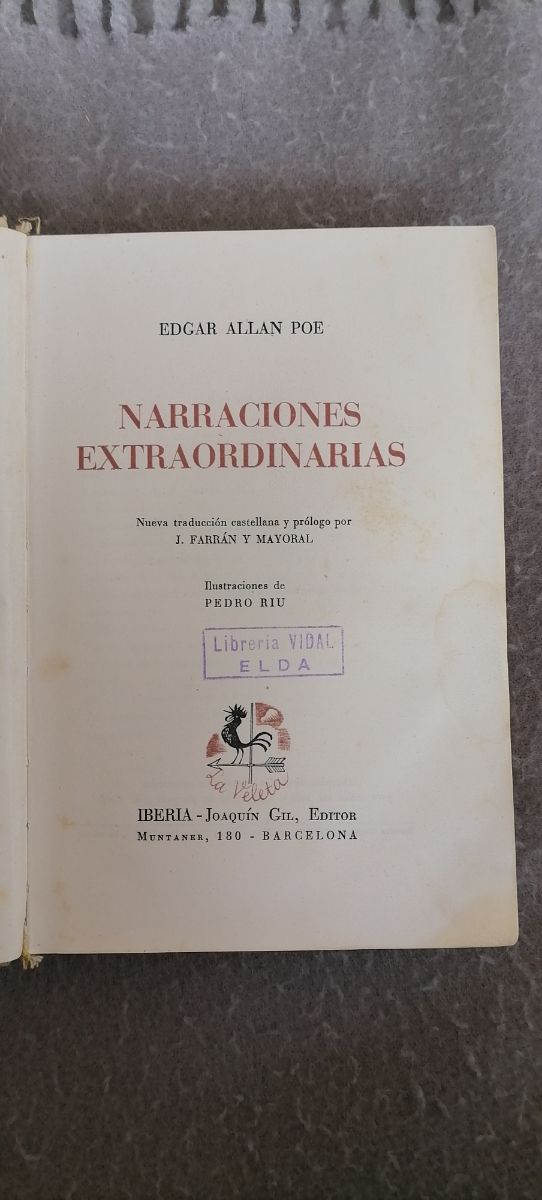 EDGAR ALLAN POE
NARRACIONES
EXTRAORDINARIAS
Nueva traducción castellana y prólogo por
J. FARRÁN Y MAYORAL
Ilustraciones de
PEDRO RIU
Librería VIDAL
ELDA
La Veleta
IBERIA - JOAQUÍN GIL, EDITOR
MUNTANER, 180 - BARCELONA